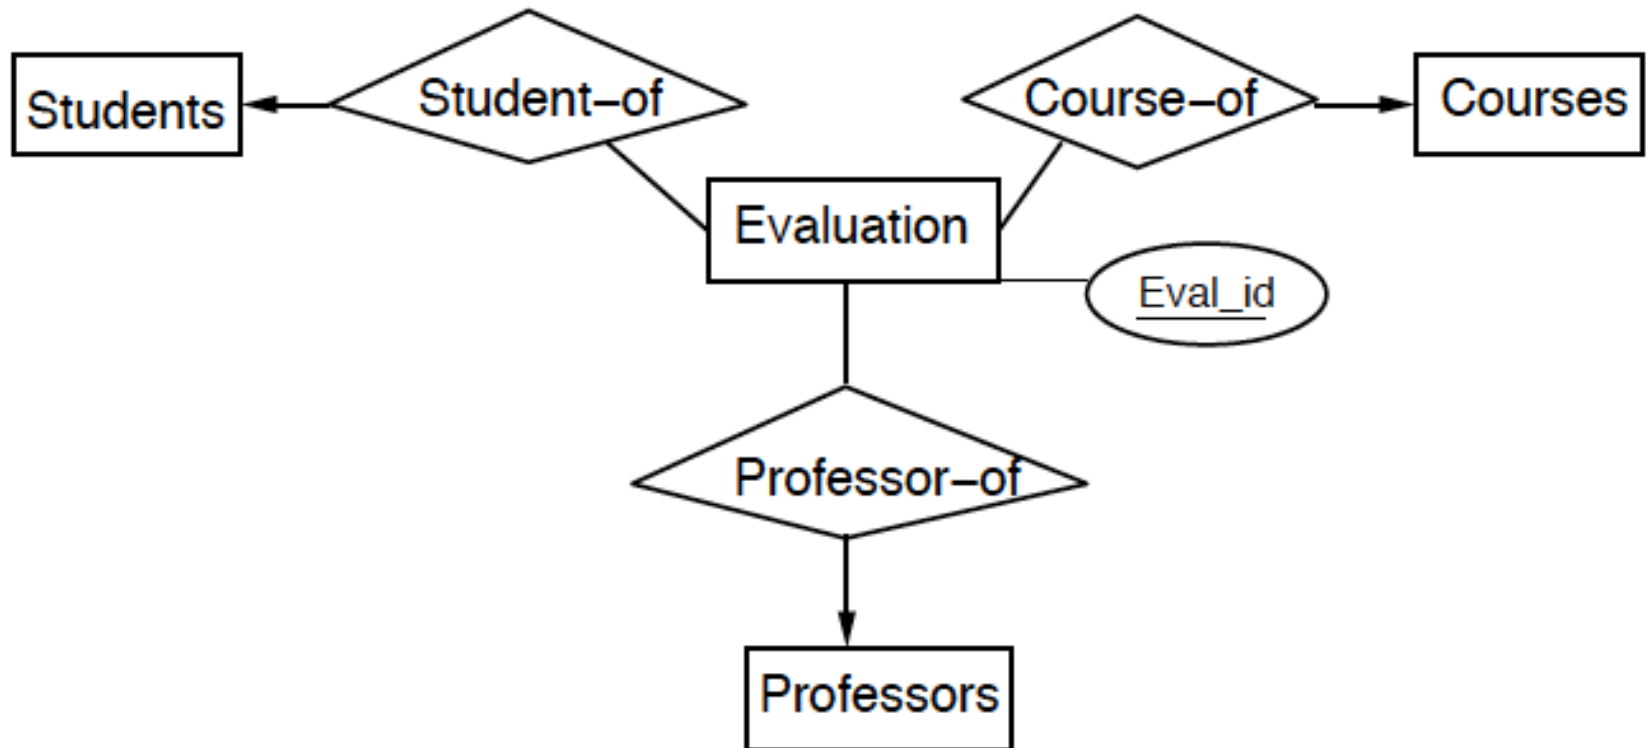 Students
Student–of
Course–of
Courses
Evaluation
Eval_id
Professor–of
Professors